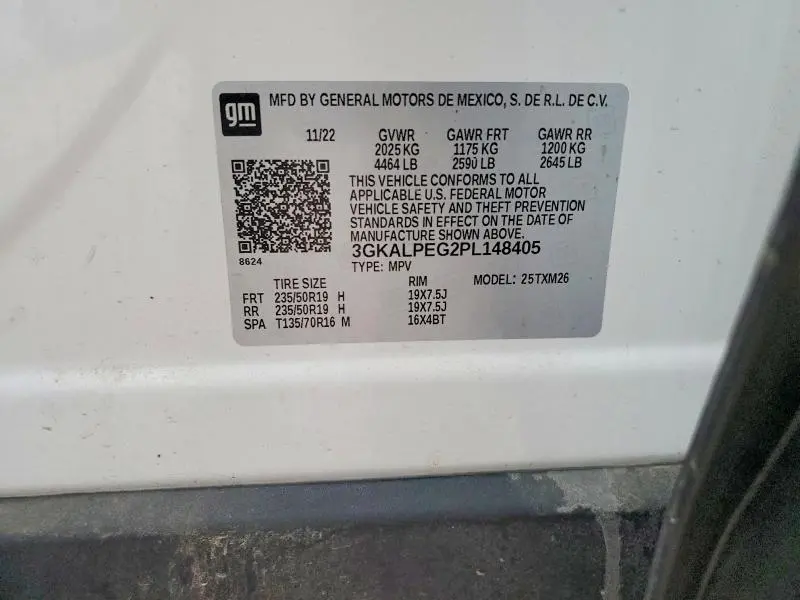 gm MFD BY GENERAL MOTORS DE MEXICO, S. DE R.L. DE C.V.
11/22 GVWR GAWR FRT GAWR RR
2025 KG 1175 KG 1200 KG
4464 LB 2590 LB 2645 LB
THIS VEHICLE CONFORMS TO ALL
APPLICABLE U.S. FEDERAL MOTOR
VEHICLE SAFETY AND THEFT PREVENTION
STANDARDS IN EFFECT ON THE DATE OF
MANUFACTURE SHOWN ABOVE.
3GKALPEG2PL148405
8624
TYPE: MPV
TIRE SIZE RIM MODEL: 25TXM26
FRT 235/50R19 H 19X7.5J
RR 235/50R19 H 19X7.5J
SPA T135/70R16 M 16X4BT